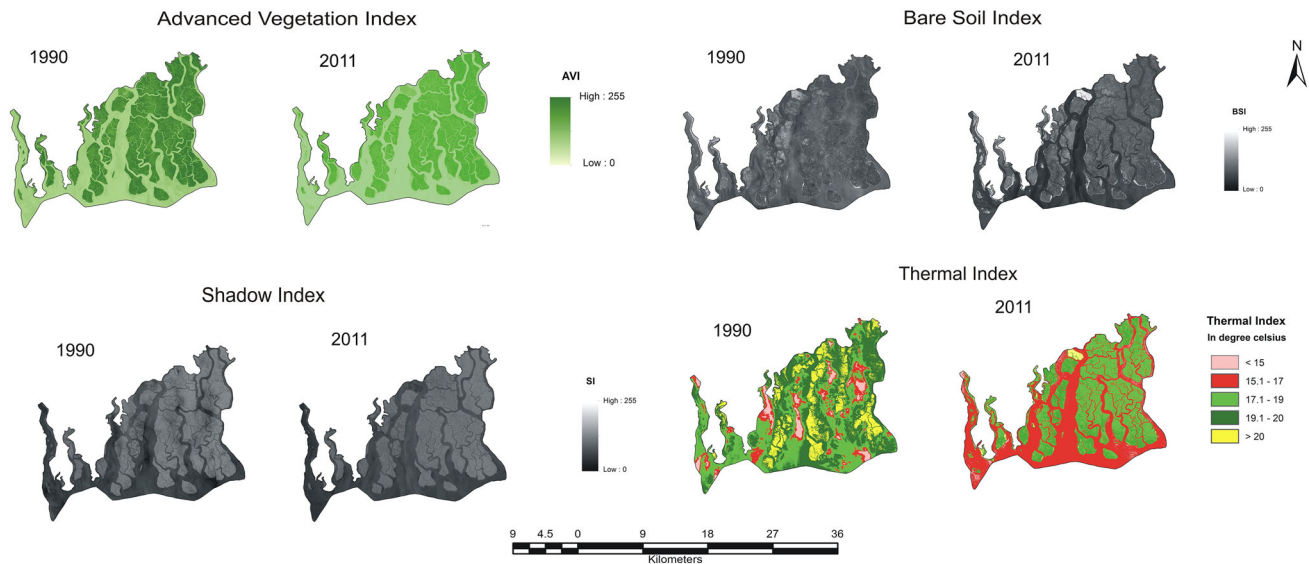 Advanced Vegetation Index
1990
2011
AVI
High : 255
Low : 0
Bare Soil Index
1990
2011
N
BSI
High : 255
Low : 0
Shadow Index
1990
2011
SI
High : 255
Low : 0
Thermal Index
1990
2011
Thermal Index
In degree celsius
< 15
15.1 - 17
17.1 - 19
19.1 - 20
> 20
9 4.5 0 9 18 27 36
Kilometers